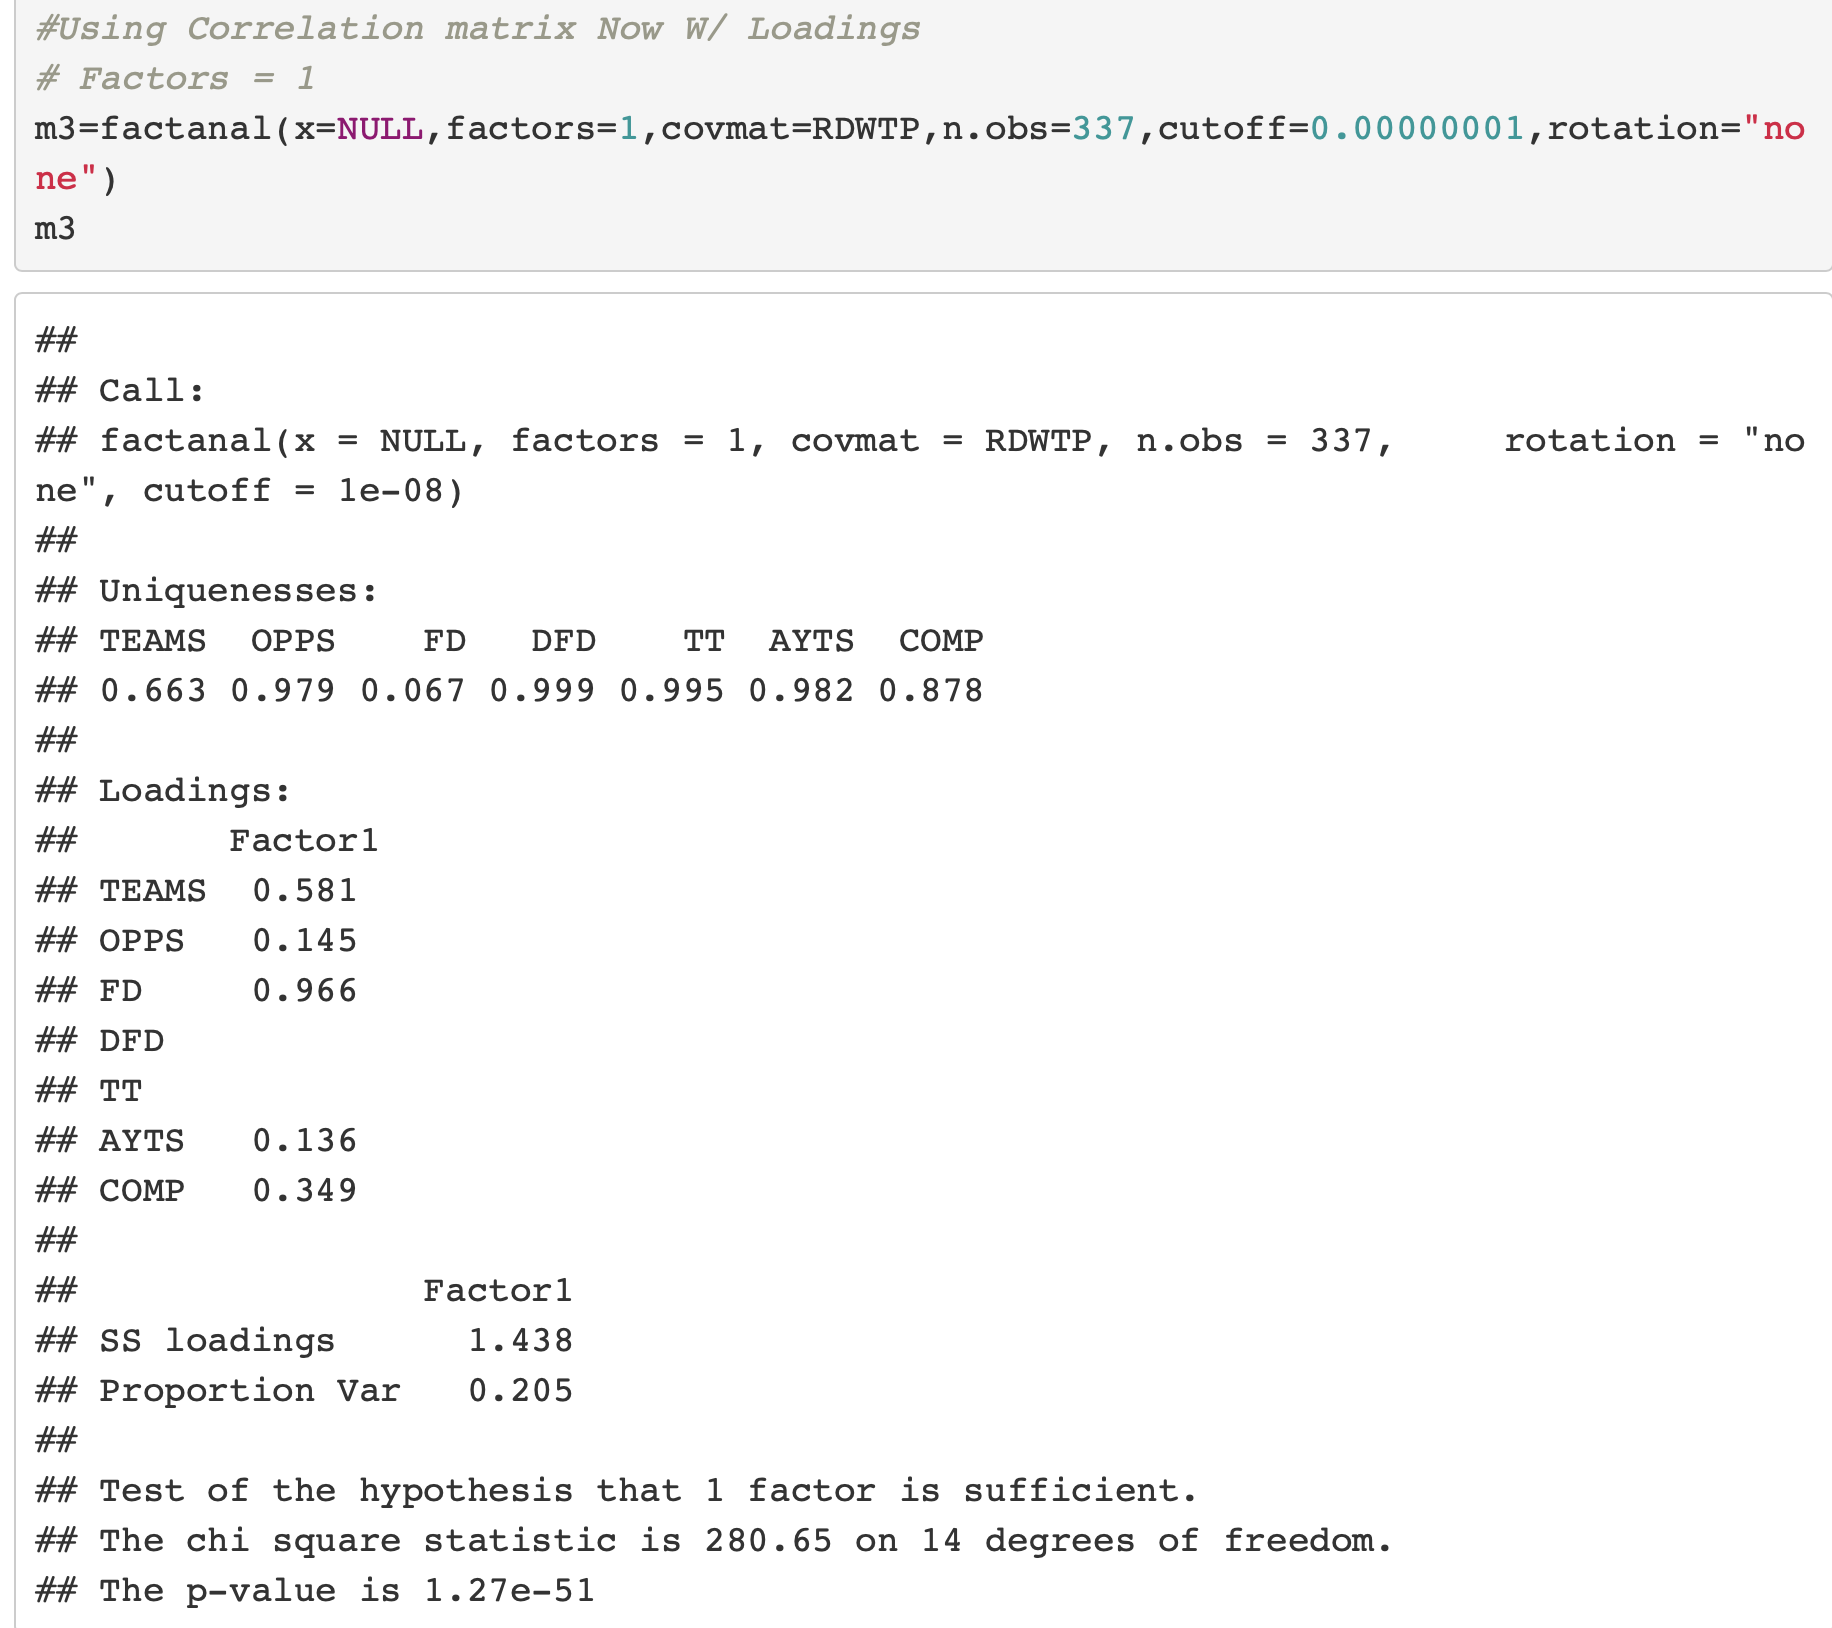 #Using Correlation matrix Now W/ Loadings
# Factors = 1
m3=factanal(x=NULL,factors=1,covmat=RDWTP,n.obs=337,cutoff=0.00000001,rotation="no
ne")
m3
##
## Call:
## factanal(x = NULL, factors = 1, covmat = RDWTP, n.obs = 337,     rotation = "no
ne", cutoff = 1e-08)
##
## Uniquenesses:
## TEAMS  OPPS    FD   DFD    TT  AYTS  COMP
## 0.663 0.979 0.067 0.999 0.995 0.982 0.878
##
## Loadings:
##       Factor1
## TEAMS  0.581
## OPPS   0.145
## FD     0.966
## DFD
## TT
## AYTS   0.136
## COMP   0.349
##
##                Factor1
## SS loadings      1.438
## Proportion Var   0.205
##
## Test of the hypothesis that 1 factor is sufficient.
## The chi square statistic is 280.65 on 14 degrees of freedom.
## The p-value is 1.27e-51